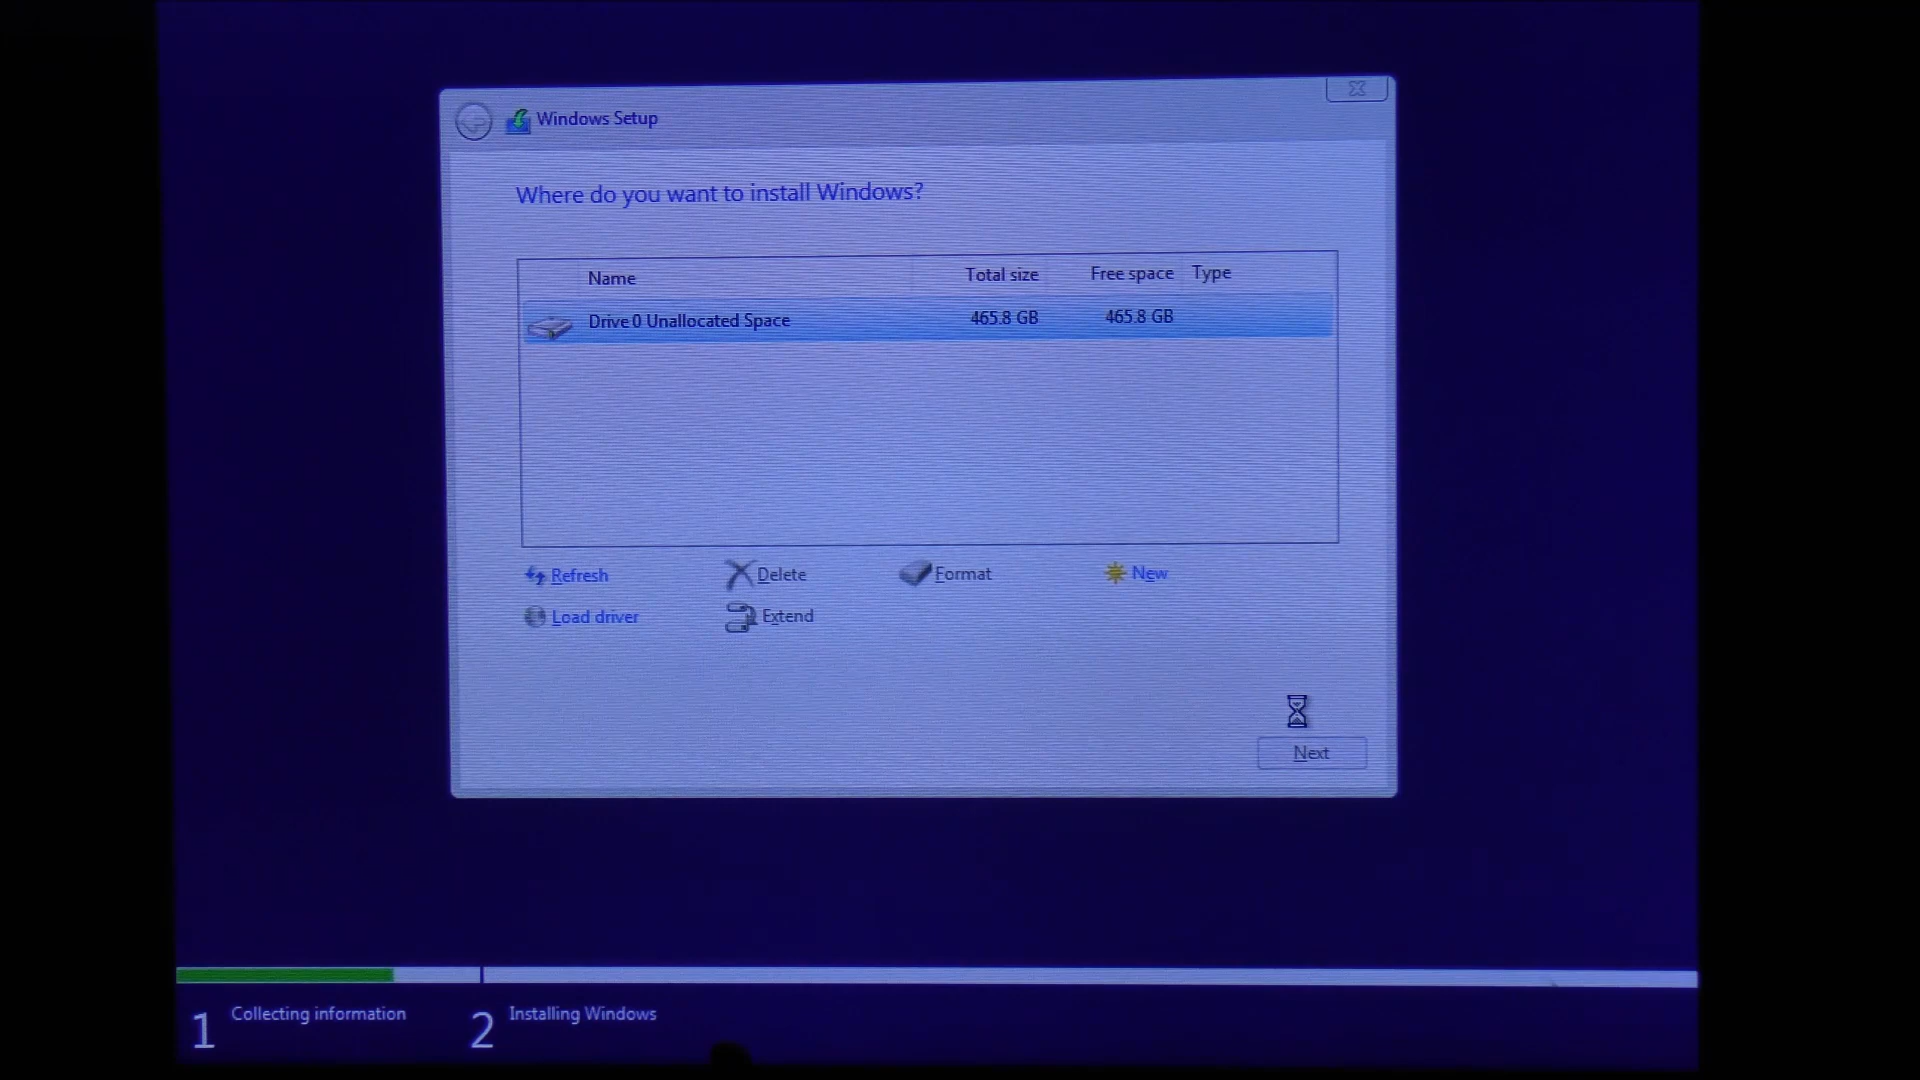 Windows Setup
Where do you want to install Windows?
Name Total size Free space Type
Drive 0 Unallocated Space 465.8 GB 465.8 GB
Refresh Delete Format New
Load driver Extend
Next
1 Collecting information 2 Installing Windows